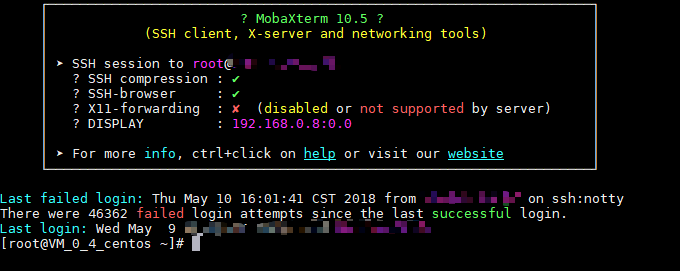 ? MobaXterm 10.5 ?
(SSH client, X-server and networking tools)
➤ SSH session to root@
? SSH compression : ✔
? SSH-browser : ✔
? X11-forwarding : ✘ (disabled or not supported by server)
? DISPLAY : 192.168.0.8:0.0
➤ For more info, ctrl+click on help or visit our website
Last failed login: Thu May 10 16:01:41 CST 2018 from on ssh:notty
There were 46362 failed login attempts since the last successful login.
Last login: Wed May 9
[root@VM_0_4_centos ~]#